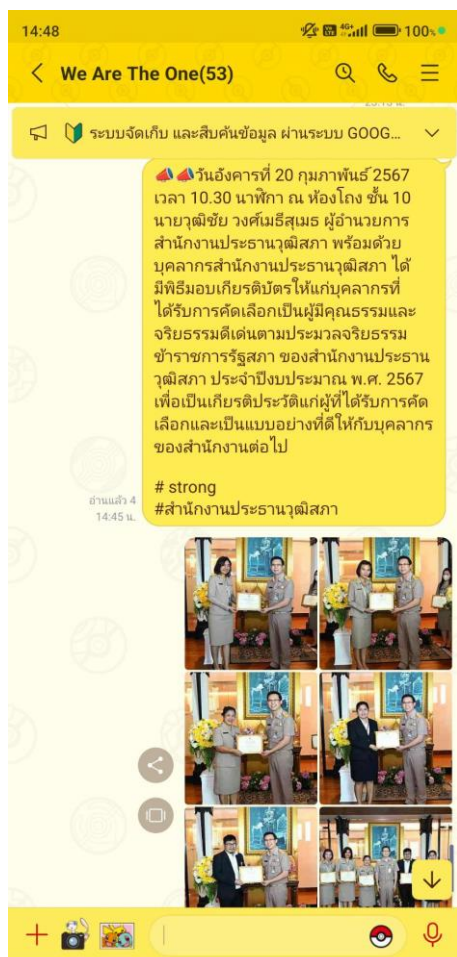 14:48
4G+
100%
We Are The One(53)
🔰 ระบบจัดเก็บ และสืบค้นข้อมูล ผ่านระบบ GOOG...
📣📣วันอังคารที่ 20 กุมภาพันธ์ 2567
เวลา 10.30 นาฬิกา ณ ห้องโถง ชั้น 10
นายวุฒิชัย วงศ์เมธีสุเมธ ผู้อำนวยการ
สำนักงานประธานวุฒิสภา พร้อมด้วย
บุคลากรสำนักงานประธานวุฒิสภา ได้
มีพิธีมอบเกียรติบัตรให้แก่บุคลากรที่
ได้รับการคัดเลือกเป็นผู้มีคุณธรรมและ
จริยธรรมดีเด่นตามประมวลจริยธรรม
ข้าราชการรัฐสภา ของสำนักงานประธาน
วุฒิสภา ประจำปีงบประมาณ พ.ศ. 2567
เพื่อเป็นเกียรติประวัติแก่ผู้ที่ได้รับการคัด
เลือกและเป็นแบบอย่างที่ดีให้กับบุคลากร
ของสำนักงานต่อไป
# strong
#สำนักงานประธานวุฒิสภา
อ่านแล้ว 4
14:45 น.